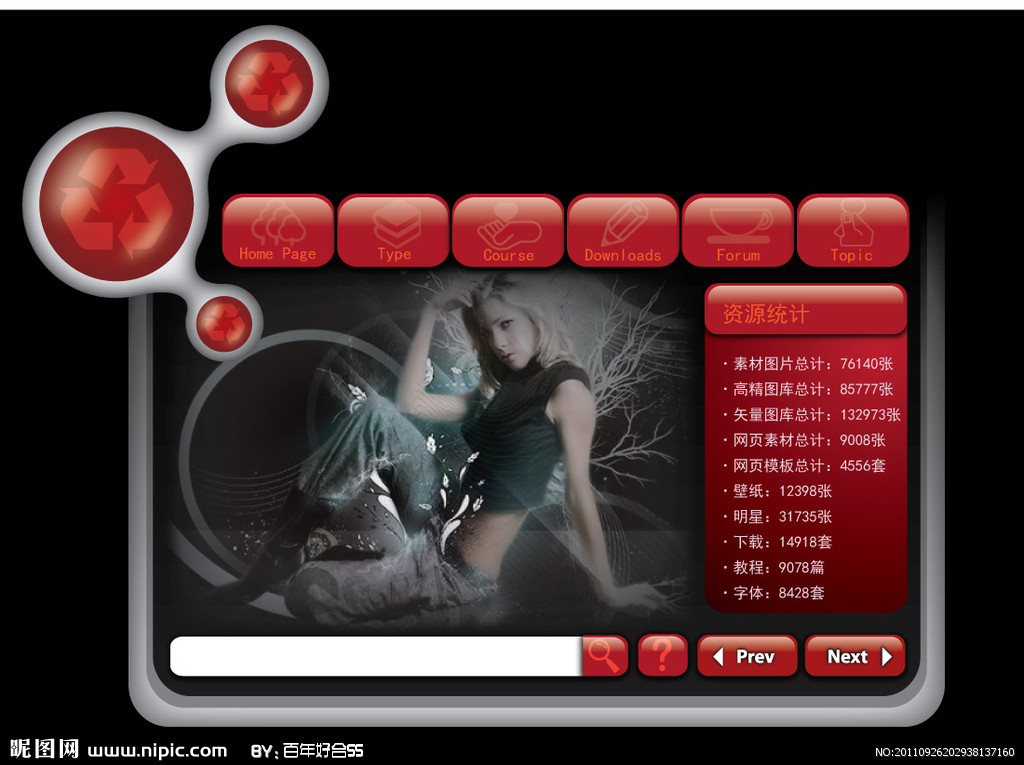 Home Page
Type
Course
Downloads
Forum
Topic
资源统计
·素材图片总计：76140张
·高精图库总计：85777张
·矢量图库总计：132973张
·网页素材总计：9008张
·网页模板总计：4556套
·壁纸：12398张
·明星：31735张
·下载：14918套
·教程：9078篇
·字体：8428套
?
Prev
Next
昵图网 www.nipic.com BY:百年好合55
NO:20110926202938137160